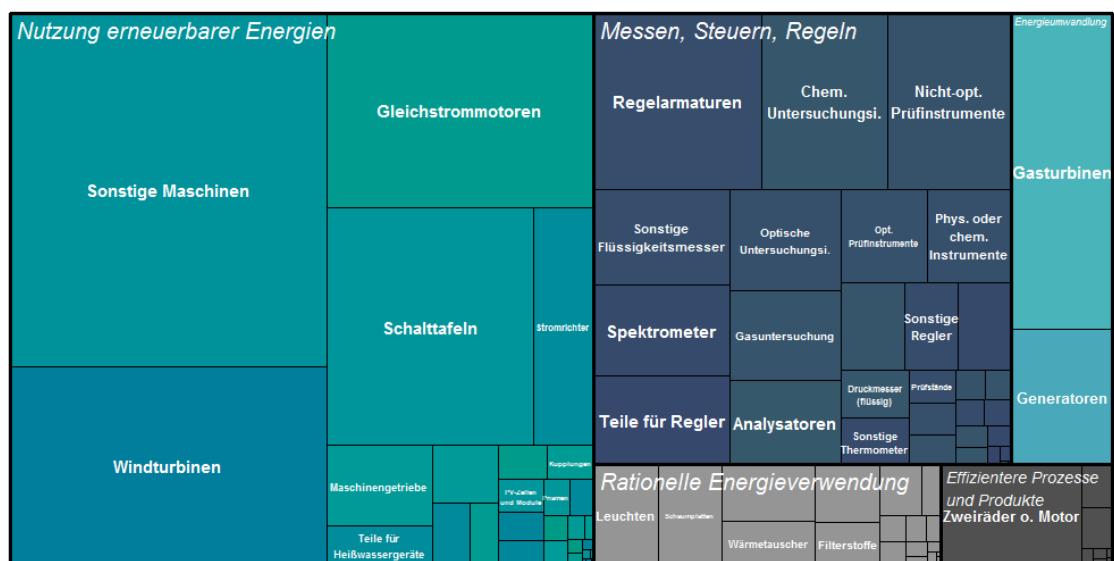 Nutzung erneuerbarer Energien
Sonstige Maschinen
Windturbinen
Gleichstrommotoren
Schalttafeln
Stromrichter
Maschinengetriebe
Teile für
Heißwassergeräte
Kupplungen
PV-Zellen
und Module
Prismen
Messen, Steuern, Regeln
Regelarmaturen
Chem.
Untersuchungsi.
Nicht-opt.
Prüfinstrumente
Sonstige
Flüssigkeitsmesser
Optische
Untersuchungsi.
Opt.
Prüfinstrumente
Phys. oder
chem.
Instrumente
Spektrometer
Gasuntersuchung
Sonstige
Regler
Teile für Regler
Analysatoren
Druckmesser
(flüssig)
Prüfstände
Sonstige
Thermometer
Energieumwandlung
Gasturbinen
Generatoren
Rationelle Energieverwendung
Leuchten
Schaumplatten
Wärmetauscher
Filterstoffe
Effizientere Prozesse
und Produkte
Zweiräder o. Motor